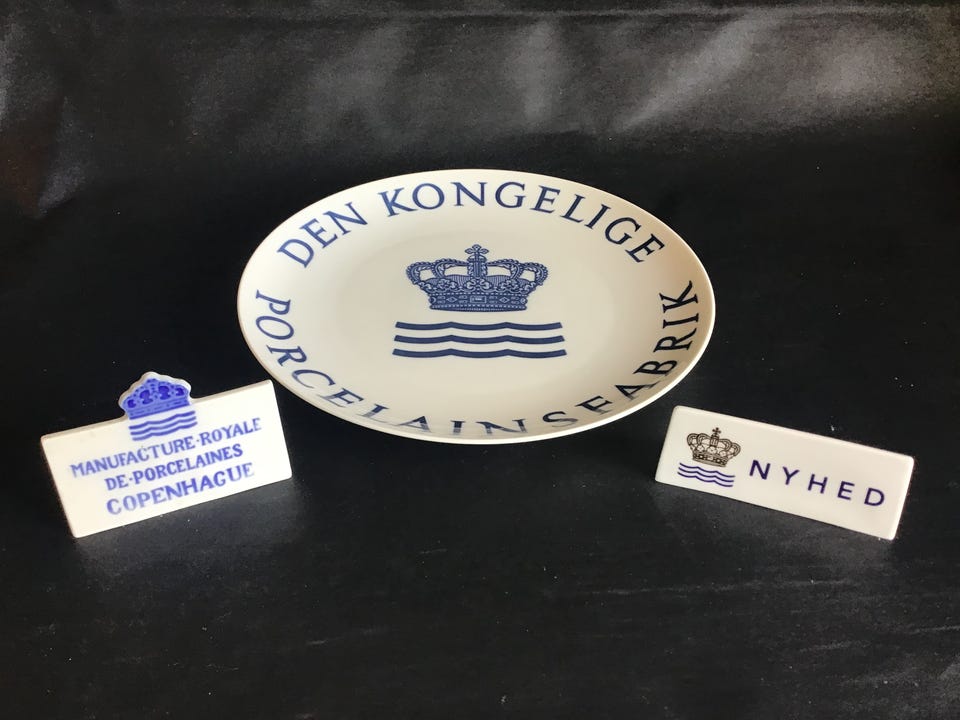 DEN KONGELIGE
PORCELAINSFABRIK
MANUFACTURE·ROYALE
DE·PORCELAINES
COPENHAGUE
NYHED